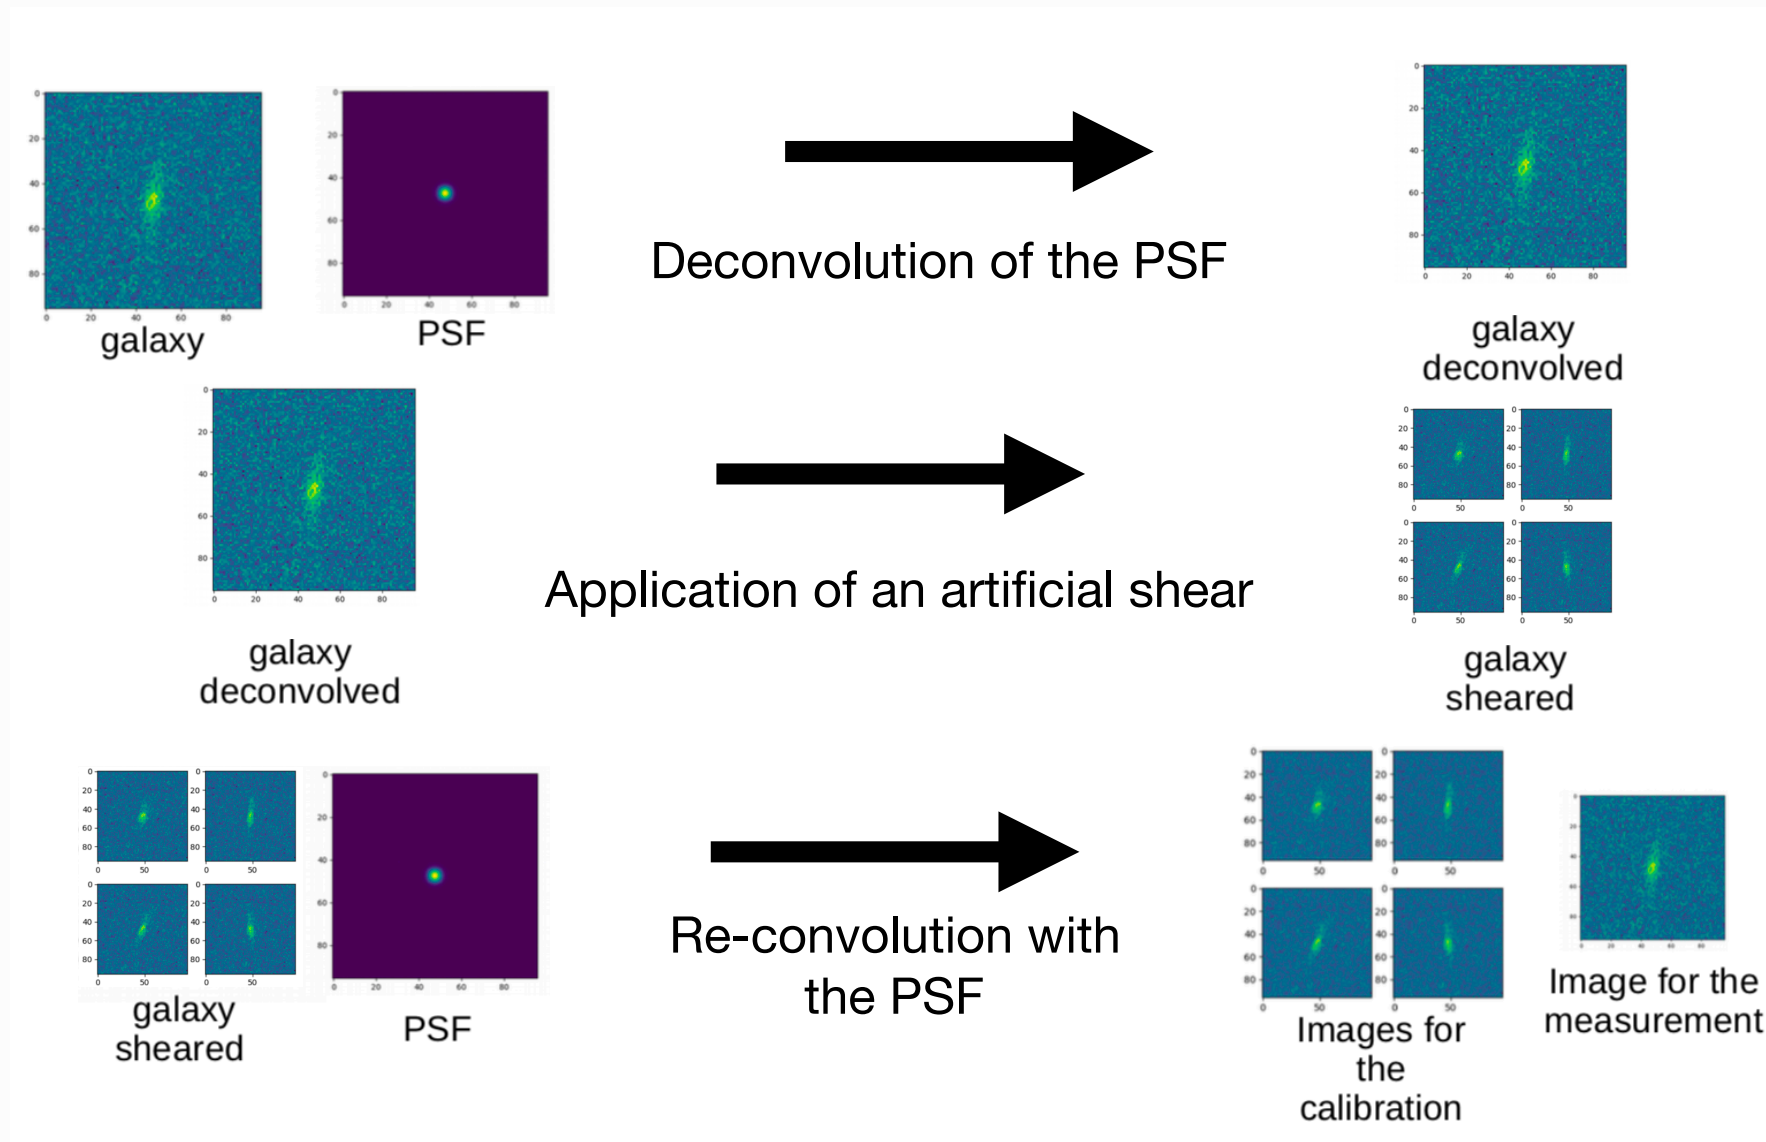 galaxy
PSF
Deconvolution of the PSF
galaxy
deconvolved
galaxy
deconvolved
Application of an artificial shear
galaxy
sheared
galaxy
sheared
PSF
Re-convolution with
the PSF
Images for
the
calibration
Image for the
measurement